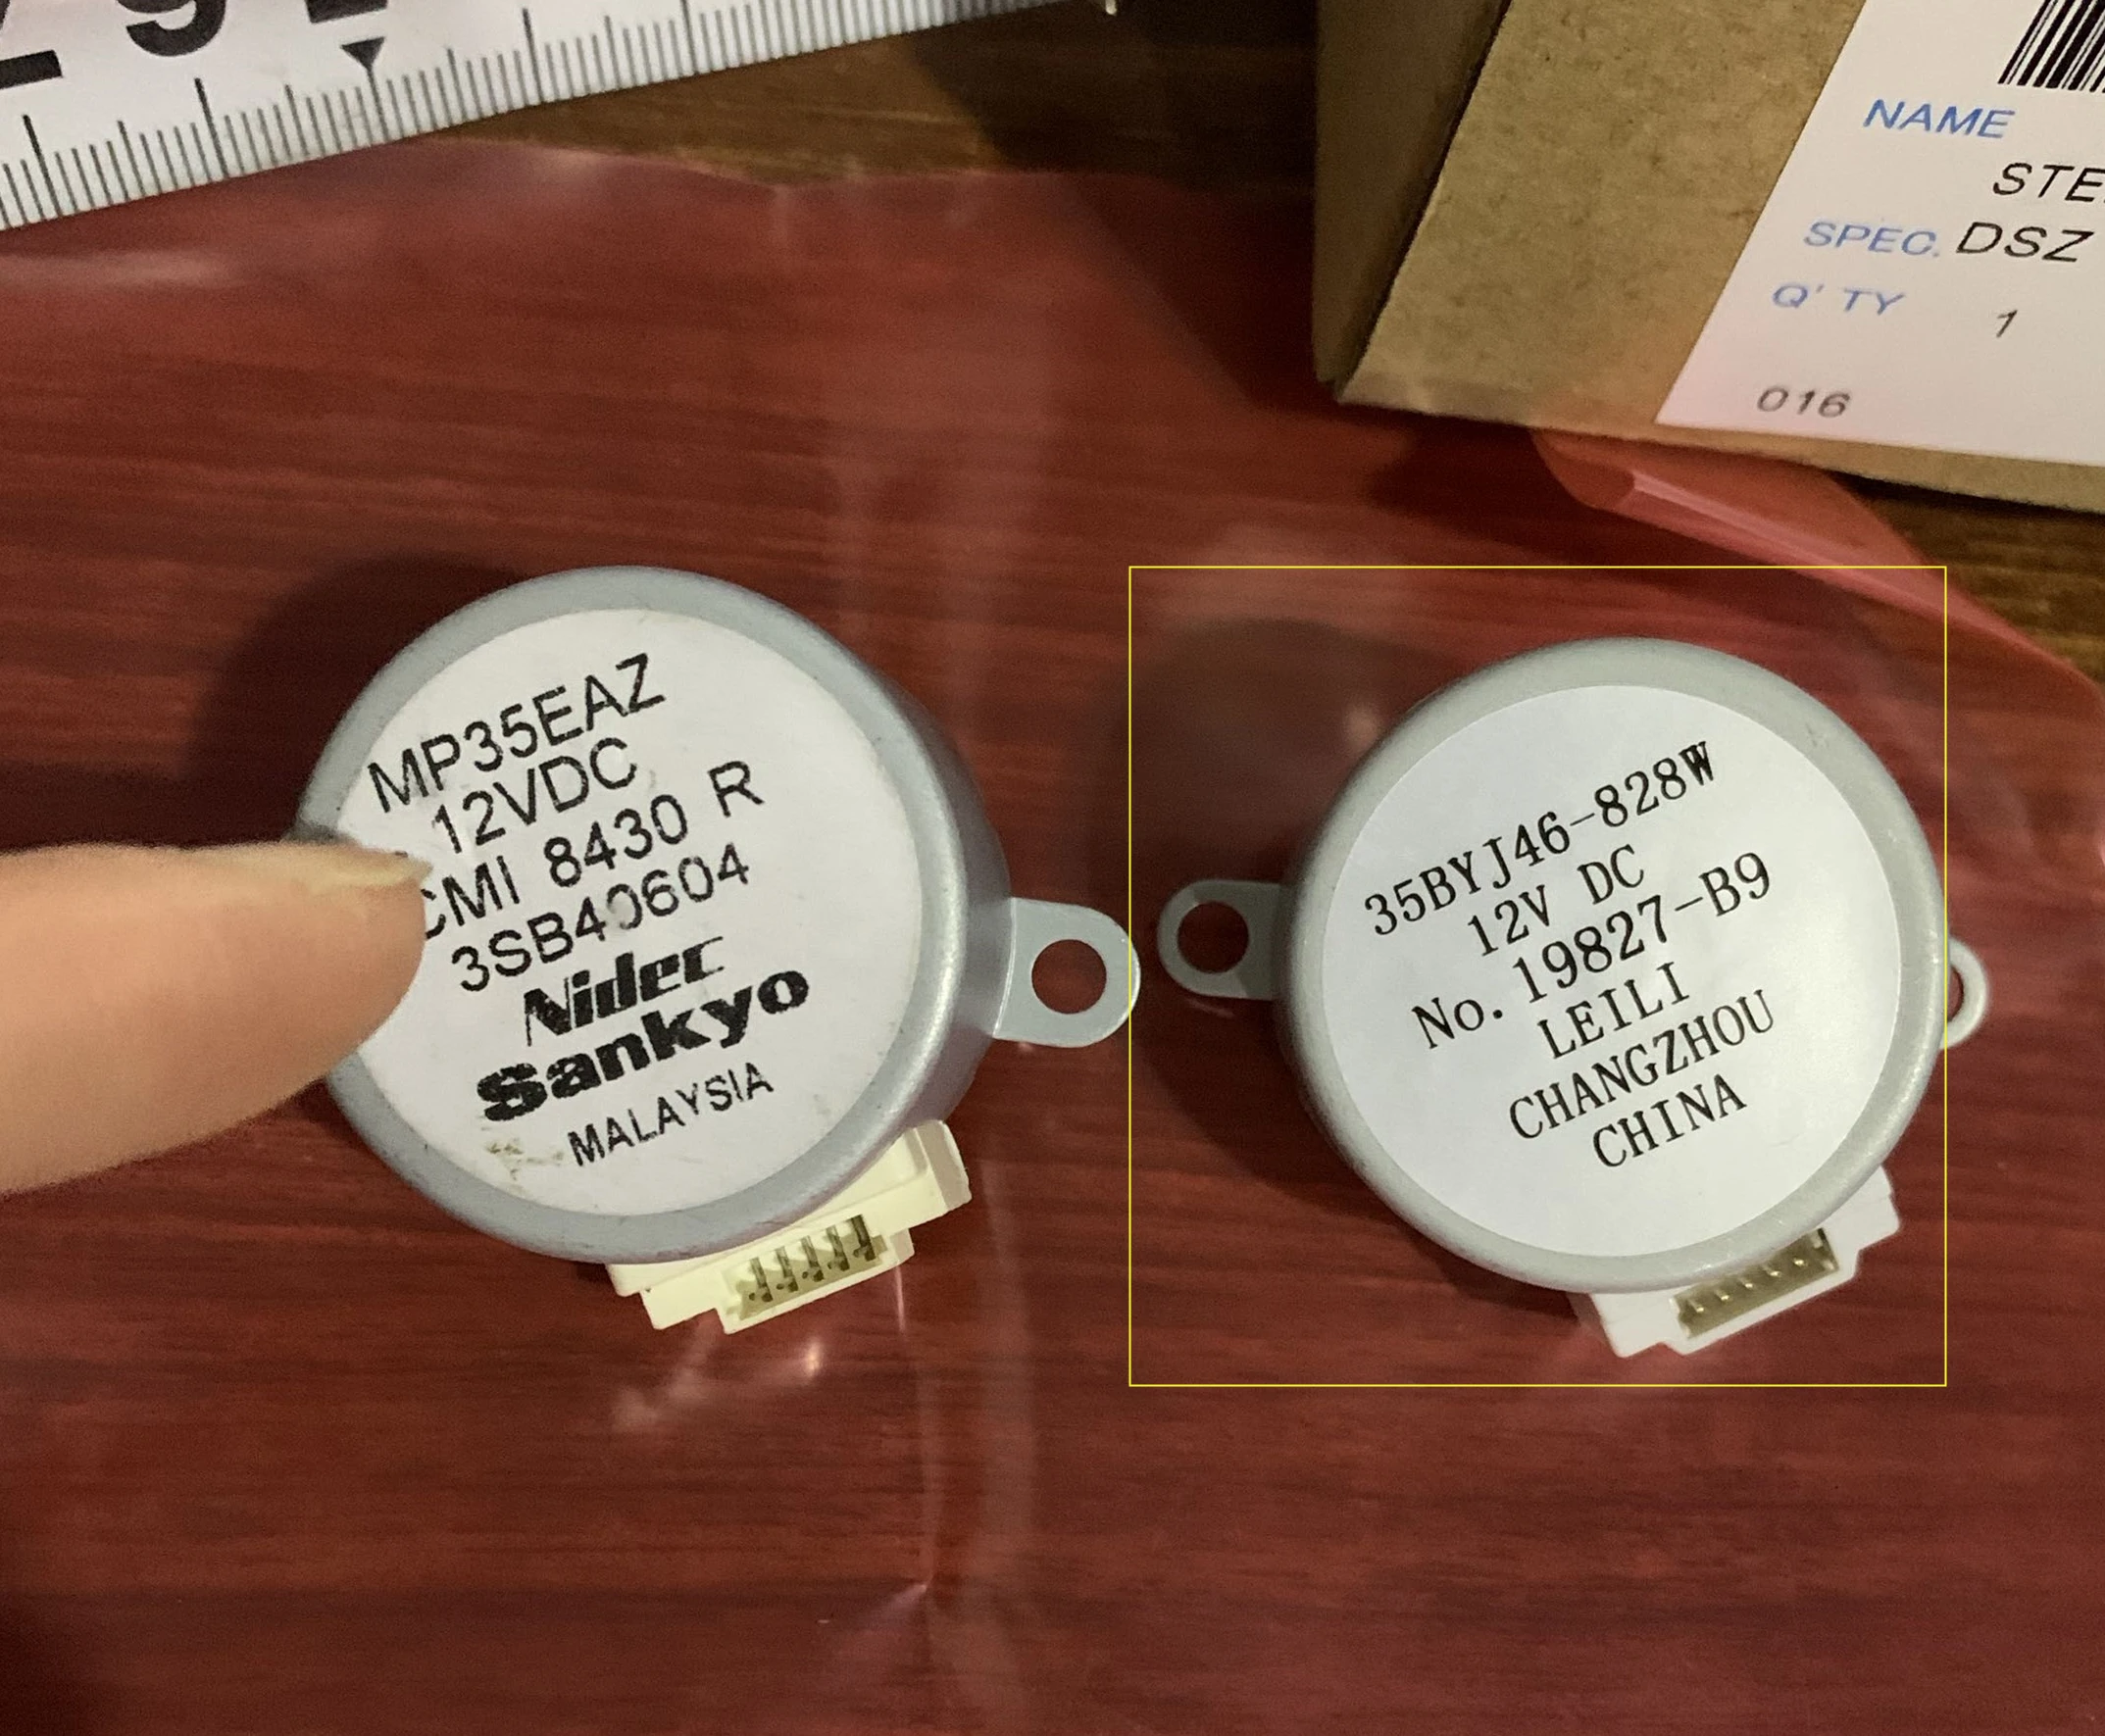 NAME
SPEC. DSZ
Q' TY 1
016
MP35EAZ
12VDC
8430 R
3SB40604
Nidec
Sankyo
MALAYSIA
35BYJ46-828W
12V DC
No. 19827-B9
LEILI
CHANGZHOU
CHINA